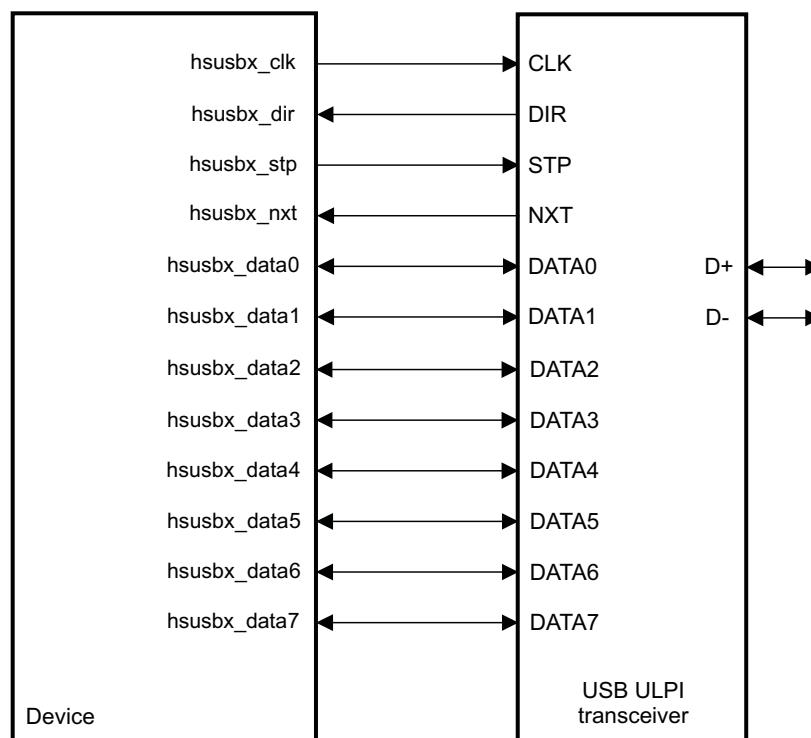 hsusbx_clk CLK
hsusbx_dir DIR
hsusbx_stp STP
hsusbx_nxt NXT
hsusbx_data0 DATA0 D+
hsusbx_data1 DATA1 D-
hsusbx_data2 DATA2
hsusbx_data3 DATA3
hsusbx_data4 DATA4
hsusbx_data5 DATA5
hsusbx_data6 DATA6
hsusbx_data7 DATA7
Device
USB ULPI
transceiver